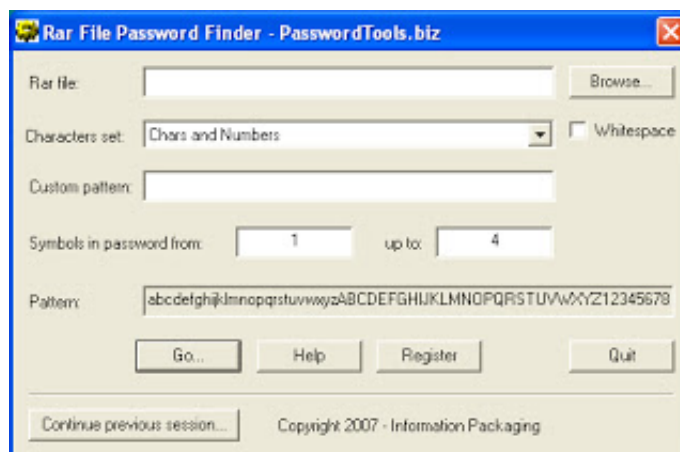 Rar File Password Finder - PasswordTools.biz
Rar file: Browse...
Characters set: Chars and Numbers Whitespace
Custom pattern:
Symbols in password from: 1 up to: 4
Pattern: abcdefghijklmnopqrstuvwxyzABCDEFGHIJKLMNOPQRSTUVWXYZ12345678
Go... Help Register Quit
Continue previous session... Copyright 2007 - Information Packaging